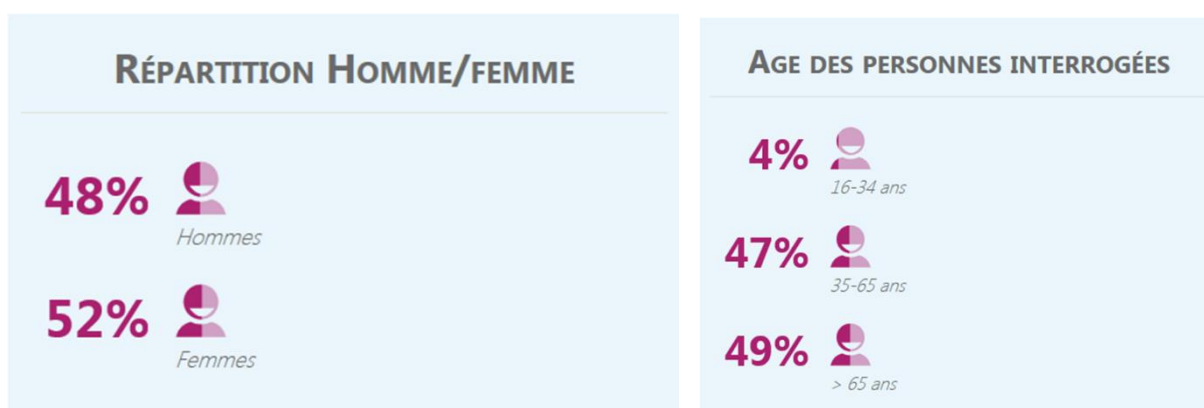 RÉPARTITION HOMME/FEMME
48%
Hommes
52%
Femmes
AGE DES PERSONNES INTERROGÉES
4%
16-34 ans
47%
35-65 ans
49%
> 65 ans